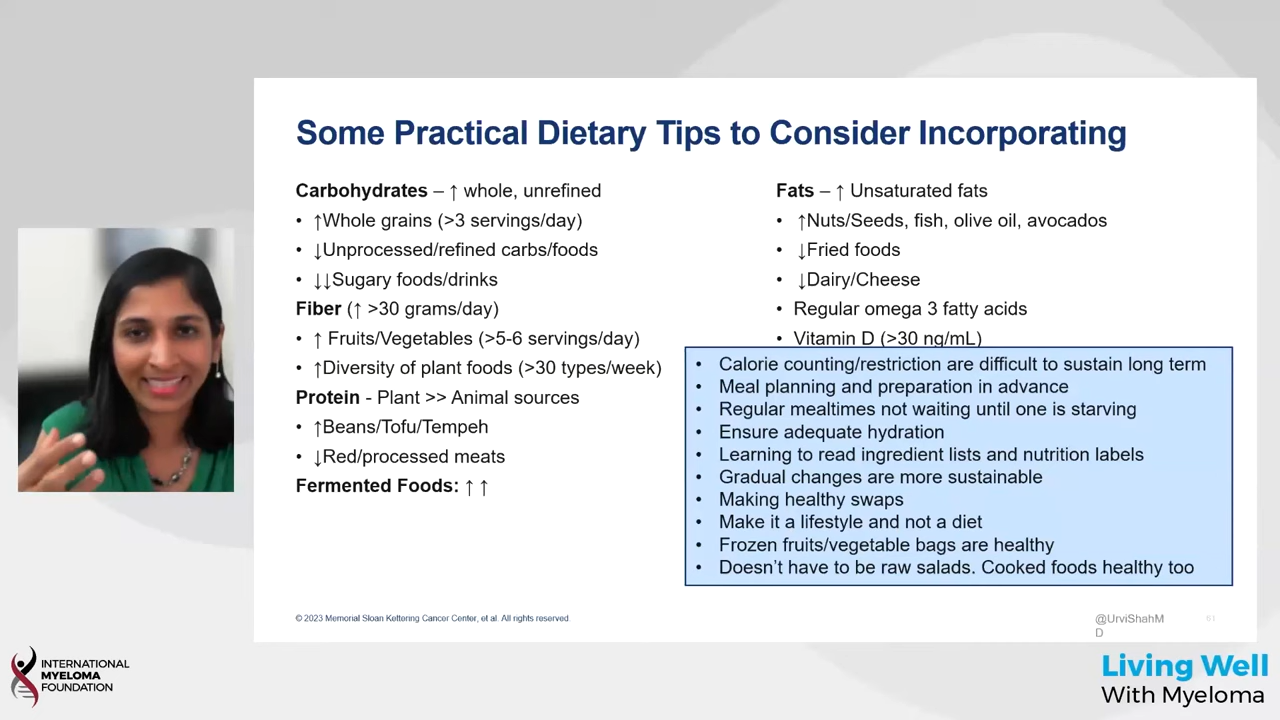 Some Practical Dietary Tips to Consider Incorporating
Carbohydrates – ↑ whole, unrefined
• ↑Whole grains (>3 servings/day)
• ↓Unprocessed/refined carbs/foods
• ↓↓Sugary foods/drinks
Fiber (↑ >30 grams/day)
• ↑ Fruits/Vegetables (>5-6 servings/day)
• ↑Diversity of plant foods (>30 types/week)
Protein - Plant >> Animal sources
• ↑Beans/Tofu/Tempeh
• ↓Red/processed meats
Fermented Foods: ↑ ↑
Fats – ↑ Unsaturated fats
• ↑Nuts/Seeds, fish, olive oil, avocados
• ↓Fried foods
• ↓Dairy/Cheese
• Regular omega 3 fatty acids
• Vitamin D (>30 ng/mL)
• Calorie counting/restriction are difficult to sustain long term
• Meal planning and preparation in advance
• Regular mealtimes not waiting until one is starving
• Ensure adequate hydration
• Learning to read ingredient lists and nutrition labels
• Gradual changes are more sustainable
• Making healthy swaps
• Make it a lifestyle and not a diet
• Frozen fruits/vegetable bags are healthy
• Doesn't have to be raw salads. Cooked foods healthy too
© 2023 Memorial Sloan Kettering Cancer Center, et al. All rights reserved.
@UrviShahM
D
INTERNATIONAL
MYELOMA
FOUNDATION
Living Well
With Myeloma